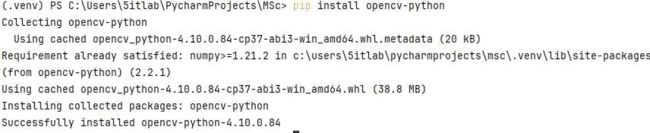 (.venv) PS C:\Users\5itlab\PycharmProjects\MSc> pip install opencv-python
Collecting opencv-python
  Using cached opencv_python-4.10.0.84-cp37-abi3-win_amd64.whl.metadata (20 kB)
Requirement already satisfied: numpy>=1.21.2 in c:\users\5itlab\pycharmprojects\msc\.venv\lib\site-packages
(from opencv-python) (2.2.1)
Using cached opencv_python-4.10.0.84-cp37-abi3-win_amd64.whl (38.8 MB)
Installing collected packages: opencv-python
Successfully installed opencv-python-4.10.0.84